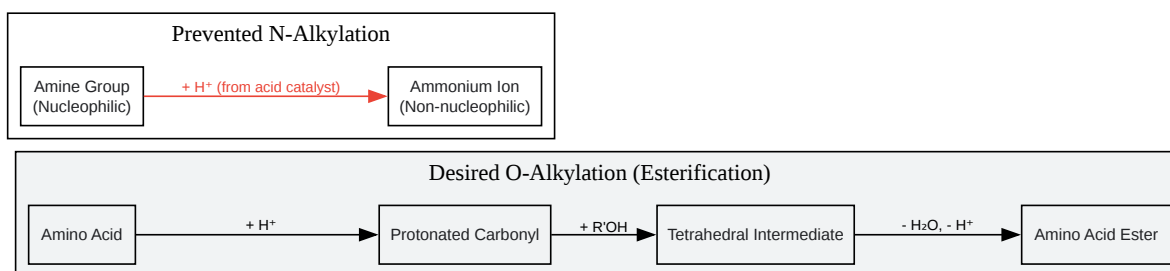 Prevented N-Alkylation
Amine Group
(Nucleophilic)
+ H⁺ (from acid catalyst)
Ammonium Ion
(Non-nucleophilic)
Desired O-Alkylation (Esterification)
Amino Acid
+ H⁺
Protonated Carbonyl
+ R'OH
Tetrahedral Intermediate
- H₂O, - H⁺
Amino Acid Ester